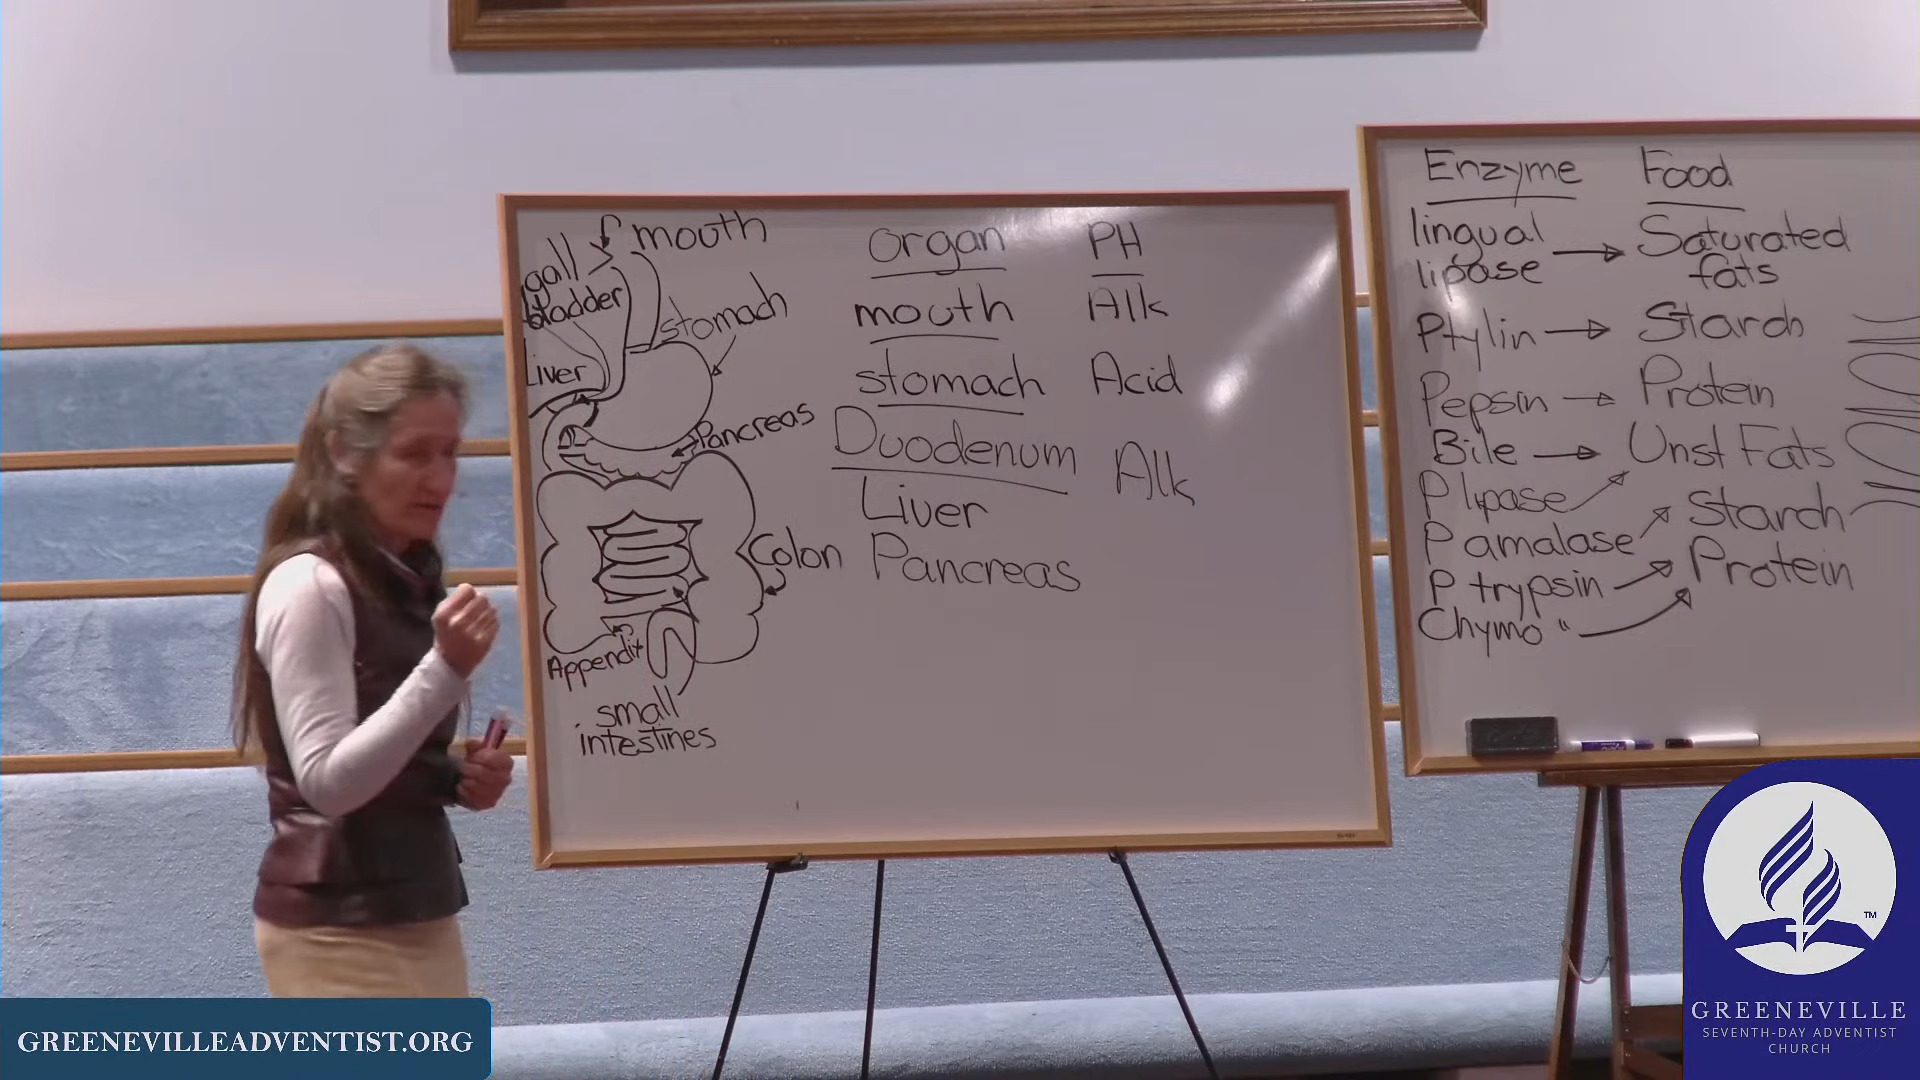 mouth
gall
bladder
stomach
Liver
Pancreas
Colon
Appendix
small
intestines
Organ PH
mouth Alk
stomach Acid
Duodenum Alk
Liver
Pancreas
Enzyme Food
lingual
lipase → Saturated
fats
Ptylin → Starch
Pepsin → Protein
Bile → Unst Fats
P lipase
P amalase Starch
P trypsin → Protein
Chymo "
GREENEVILLEADVENTIST.ORG
TM
GREENEVILLE
SEVENTH-DAY ADVENTIST
CHURCH